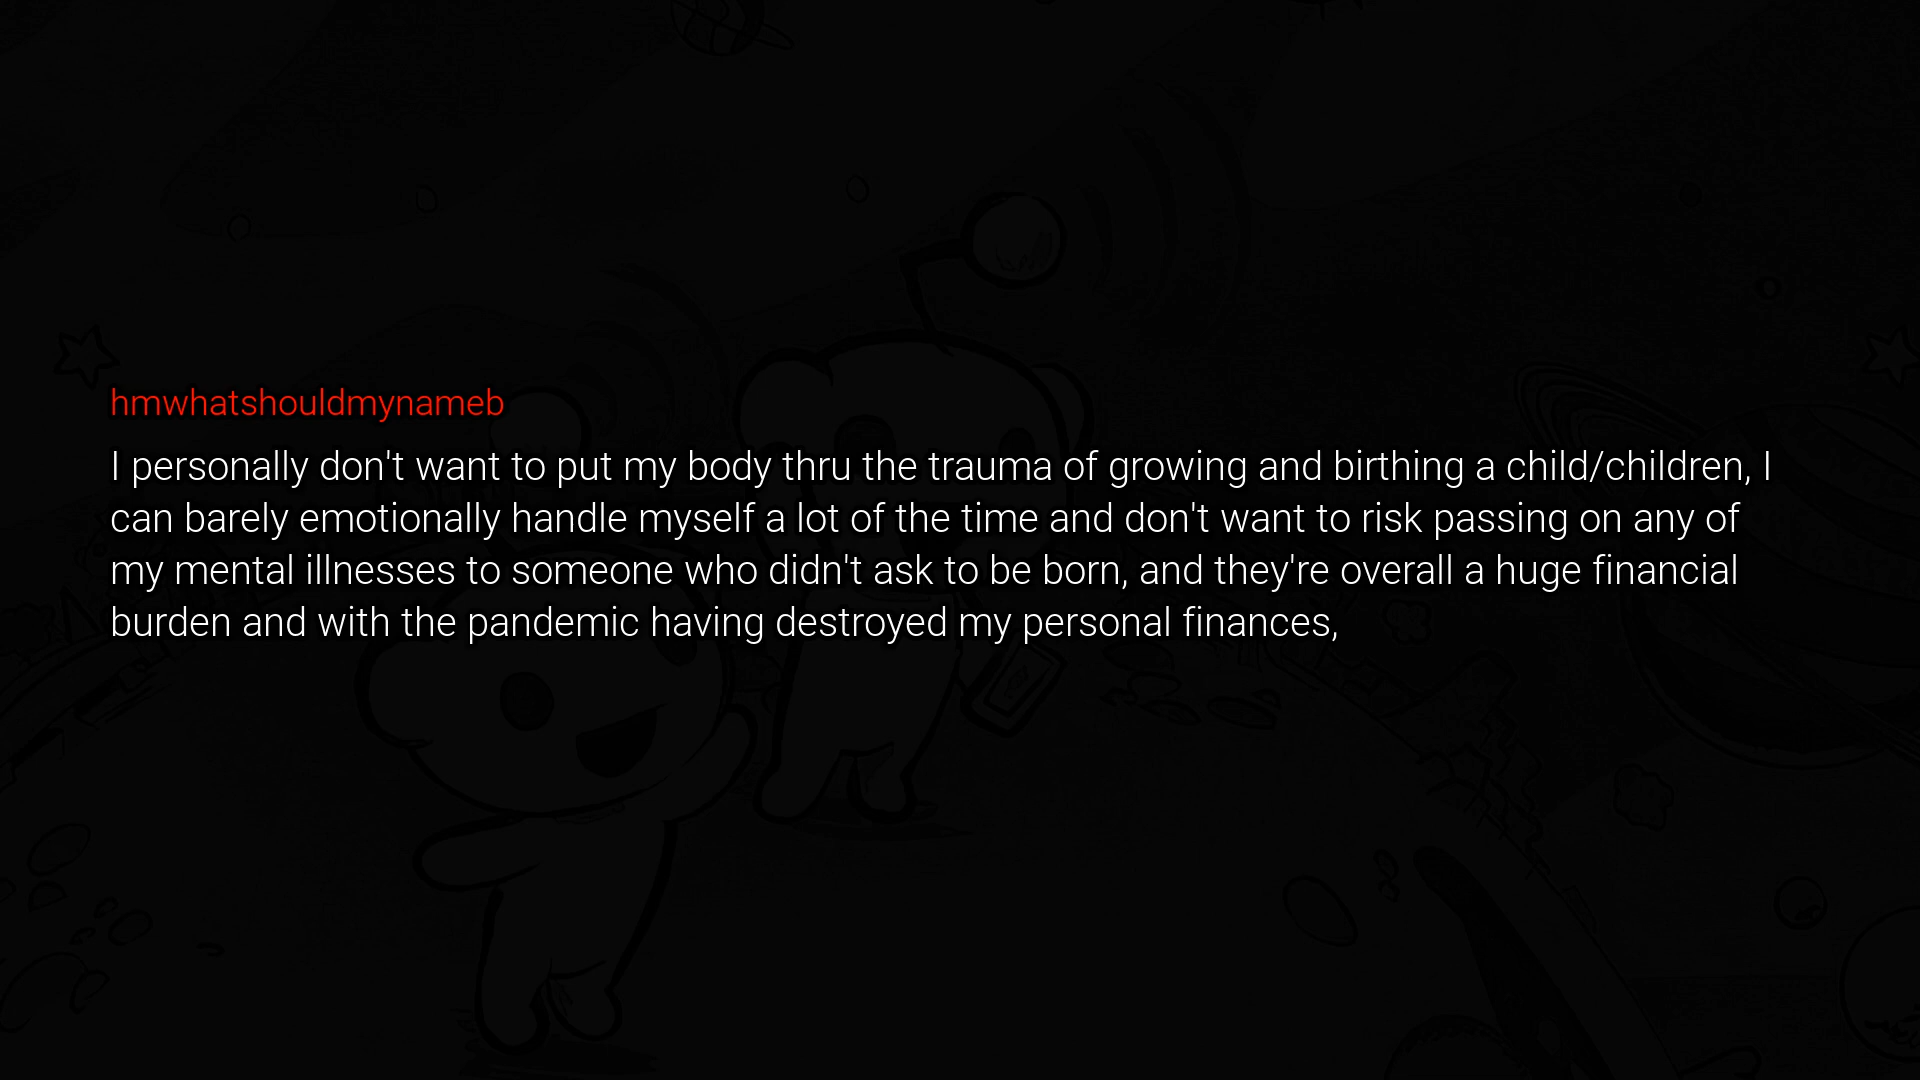 hmwhatshouldmynameb
I personally don't want to put my body thru the trauma of growing and birthing a child/children, I
can barely emotionally handle myself a lot of the time and don't want to risk passing on any of
my mental illnesses to someone who didn't ask to be born, and they're overall a huge financial
burden and with the pandemic having destroyed my personal finances,